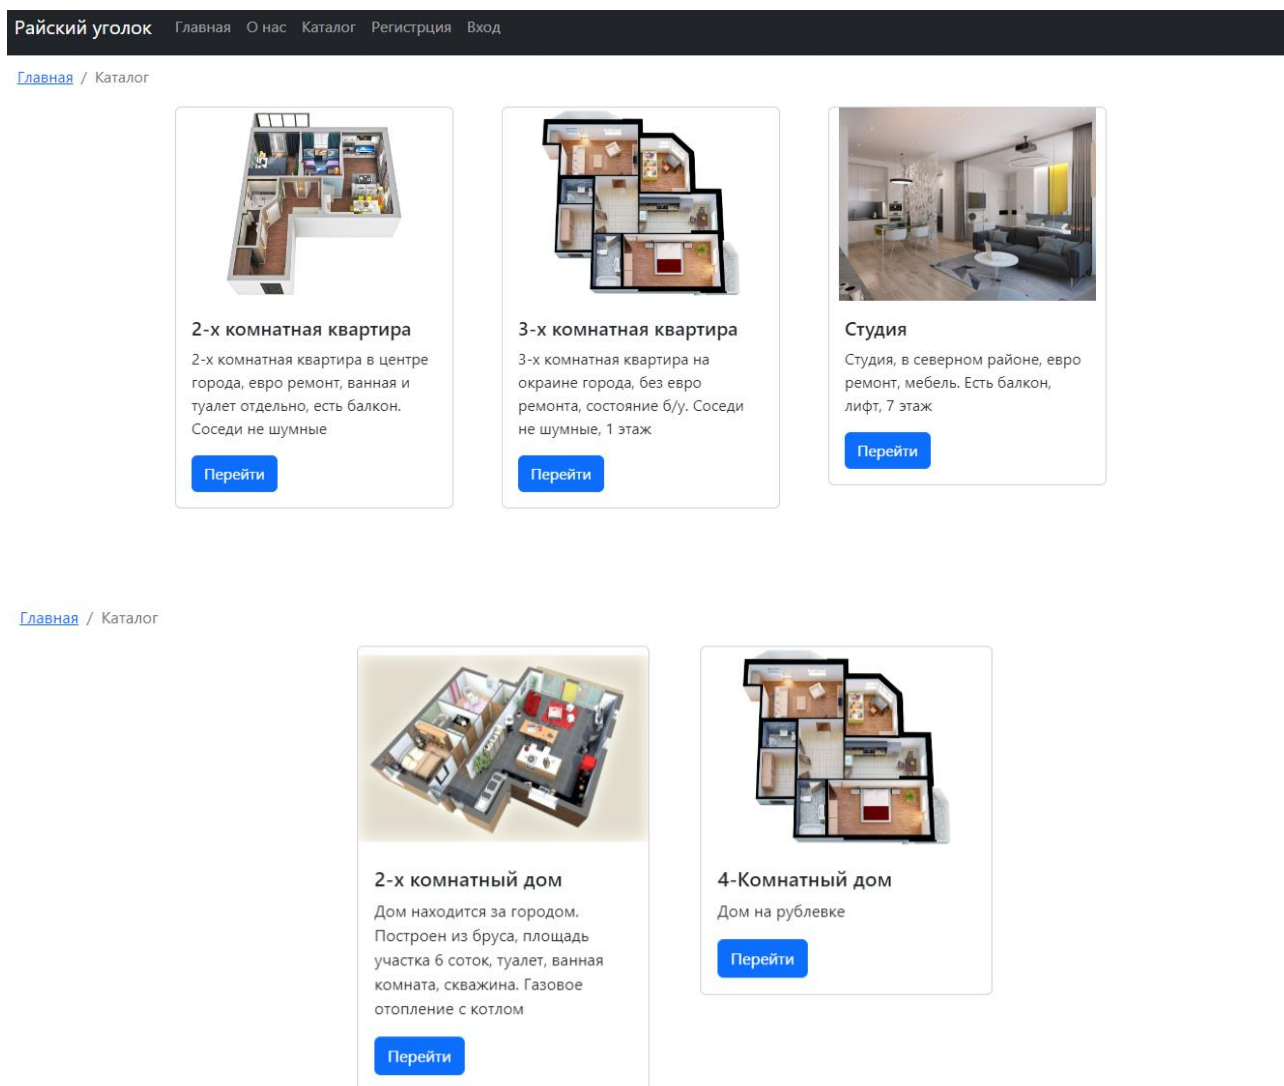 Райский уголок Главная О нас Каталог Регистрция Вход
Главная / Каталог
2-х комнатная квартира
2-х комнатная квартира в центре
города, евро ремонт, ванная и
туалет отдельно, есть балкон.
Соседи не шумные
Перейти
3-х комнатная квартира
3-х комнатная квартира на
окраине города, без евро
ремонта, состояние б/у. Соседи
не шумные, 1 этаж
Перейти
Студия
Студия, в северном районе, евро
ремонт, мебель. Есть балкон,
лифт, 7 этаж
Перейти
Главная / Каталог
2-х комнатный дом
Дом находится за городом.
Построен из бруса, площадь
участка 6 соток, туалет, ванная
комната, скважина. Газовое
отопление с котлом
Перейти
4-Комнатный дом
Дом на рублевке
Перейти